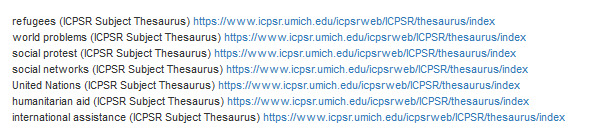 refugees (ICPSR Subject Thesaurus) https://www.icpsr.umich.edu/icpsrweb/ICPSR/thesaurus/index
world problems (ICPSR Subject Thesaurus) https://www.icpsr.umich.edu/icpsrweb/ICPSR/thesaurus/index
social protest (ICPSR Subject Thesaurus) https://www.icpsr.umich.edu/icpsrweb/ICPSR/thesaurus/index
social networks (ICPSR Subject Thesaurus) https://www.icpsr.umich.edu/icpsrweb/ICPSR/thesaurus/index
United Nations (ICPSR Subject Thesaurus) https://www.icpsr.umich.edu/icpsrweb/ICPSR/thesaurus/index
humanitarian aid (ICPSR Subject Thesaurus) https://www.icpsr.umich.edu/icpsrweb/ICPSR/thesaurus/index
international assistance (ICPSR Subject Thesaurus) https://www.icpsr.umich.edu/icpsrweb/ICPSR/thesaurus/index